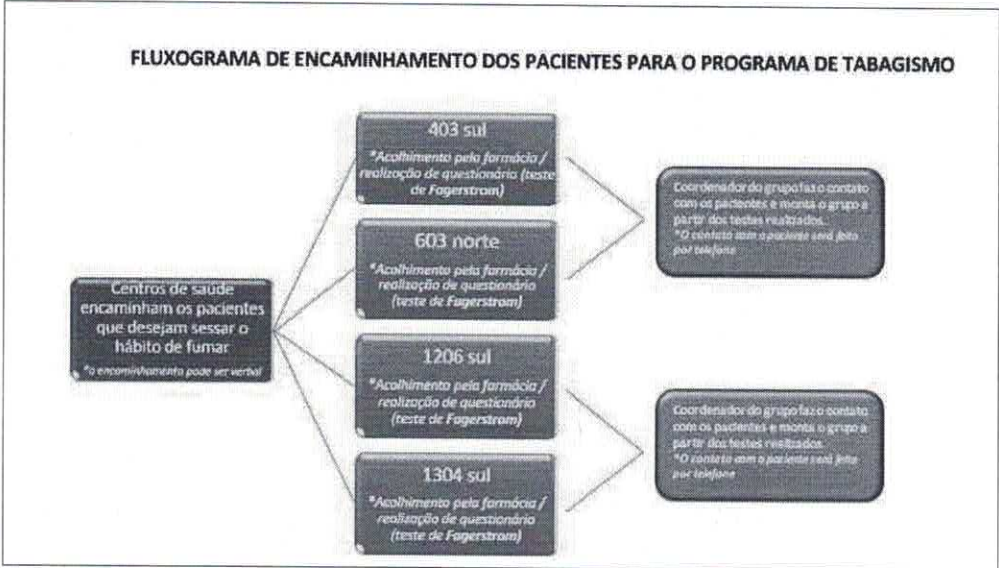 FLUXOGRAMA DE ENCAMINHAMENTO DOS PACIENTES PARA O PROGRAMA DE TABAGISMO
Centros de saúde
encaminham os pacientes
que desejam sessar o
hábito de fumar
*o encaminhamento pode ser verbal
403 sul
*Acolhimento pela farmácia /
realização de questionário (teste
de Fagerstrom)
603 norte
*Acolhimento pela farmácia /
realização de questionário
(teste de Fagerstrom)
1206 sul
*Acolhimento pela farmácia /
realização de questionário
(teste de Fagerstrom)
1304 sul
*Acolhimento pela farmácia /
realização de questionário
(teste de Fagerstrom)
Coordenador do grupo faz o contato
com os pacientes e monta o grupo a
partir dos testes realizados.
*O contato com o paciente será feito
por telefone
Coordenador do grupo faz o contato
com os pacientes e monta o grupo a
partir dos testes realizados.
*O contato com o paciente será feito
por telefone